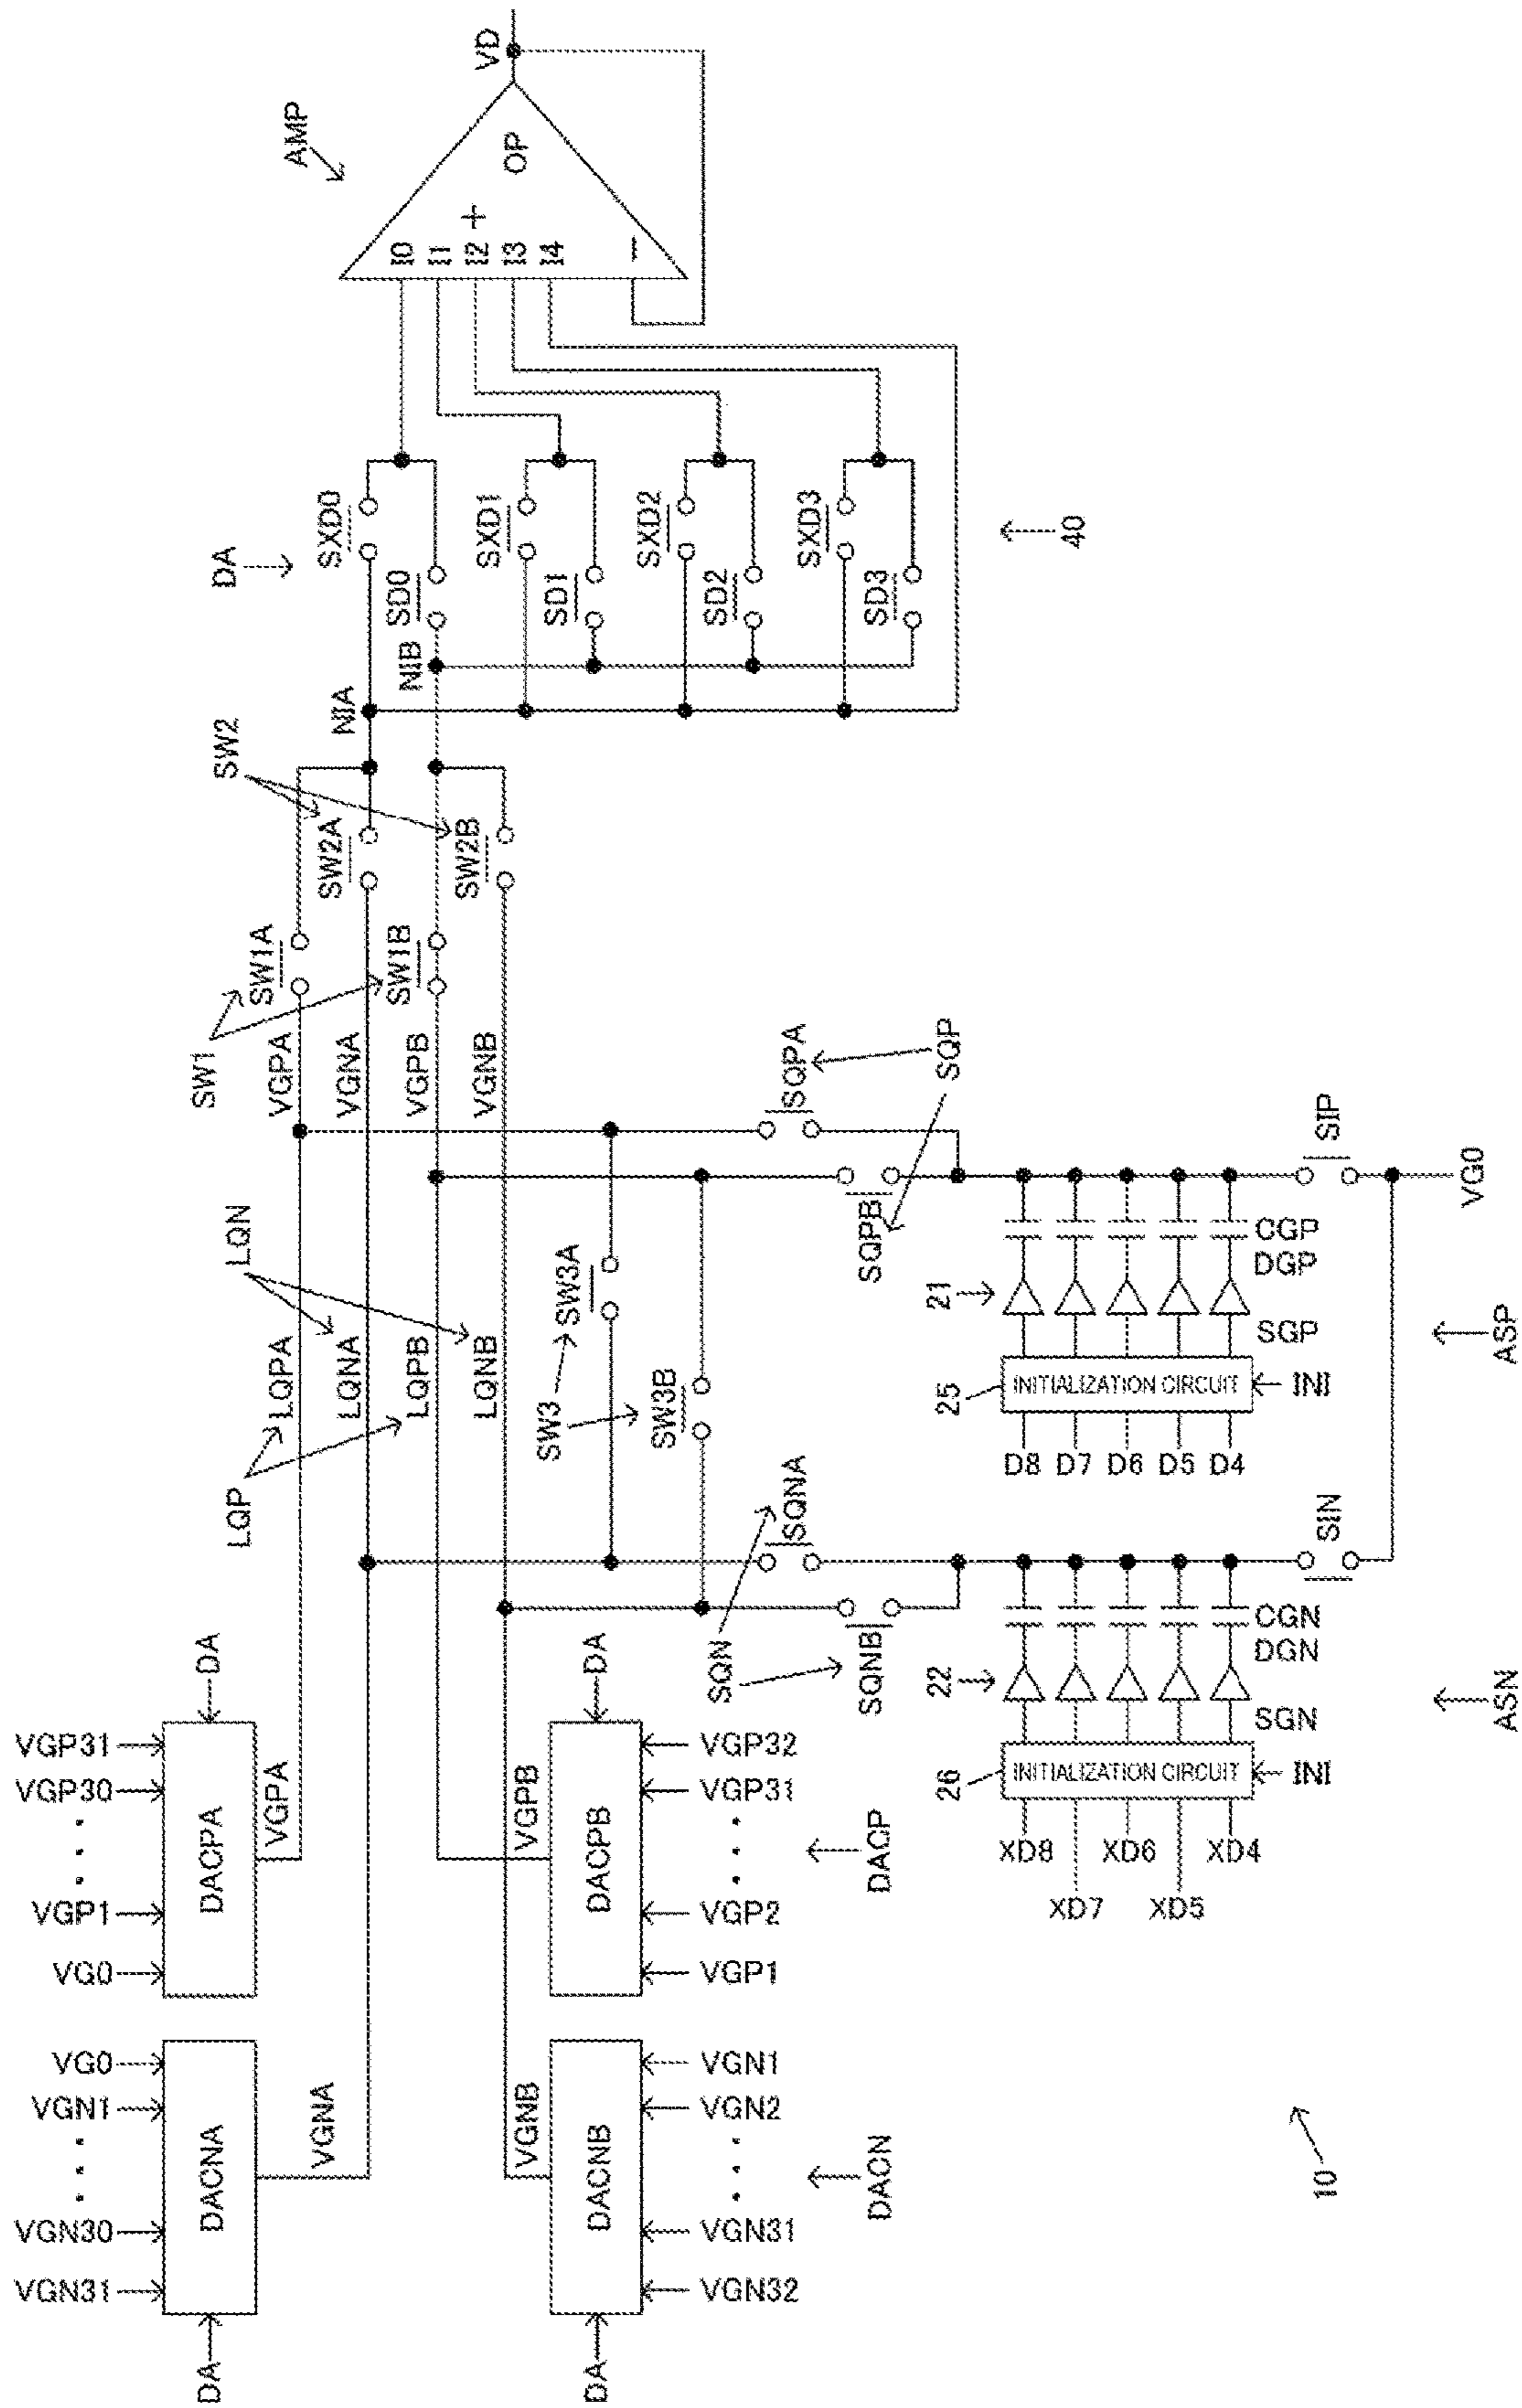 VD
AMP
OP
+
I0
I1
I2
I3
I4
−
DA
SXD0
SD0
SXD1
SD1
SXD2
SD2
SXD3
SD3
40
NIA
NIB
SW2
SW2A
SW2B
SW1
SW1A
SW1B
VGPA
VGNA
VGPB
VGNB
SQPA
SQP
SQPB
SIP
VG0
LQN
LQP
LQPA
LQNA
LQPB
LQNB
SW3
SW3A
SW3B
21
CGP
DGP
SGP
25
INITIALIZATION CIRCUIT
INI
ASP
D8
D7
D6
D5
D4
SQN
SQNA
SQNB
SIN
22
CGN
DGN
SGN
26
INITIALIZATION CIRCUIT
INI
ASN
XD8
XD7
XD6
XD5
XD4
DA
VGP31
VGP30
VGP1
VG0
DACPA
VGPA
DA
VGP32
VGP31
VGP2
VGP1
DACPB
VGPB
DACP
VG0
VGN1
VGN30
VGN31
DACNA
VGNA
DA
VGN1
VGN2
VGN31
VGN32
DACNB
VGNB
DACN
DA
10